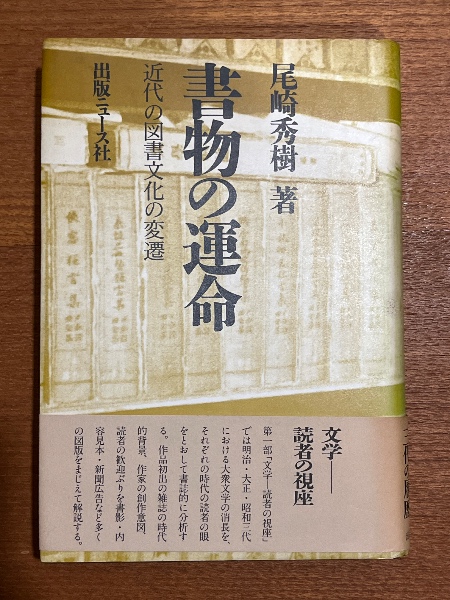 尾崎秀樹 著
書物の運命
近代の図書文化の変遷
出版ニュース社
文学──
読者の視座
第一部「文学─読者の視座」
では明治・大正・昭和三代
における大衆文学の消長を、
それぞれの時代の読者の眼
をとおして書誌的に分析す
る。作品初出の雑誌の時代
的背景、作家の創作意図、
読者の歓迎ぶりを書影・内
容見本・新聞広告など多く
の図版をまじえて解説する。